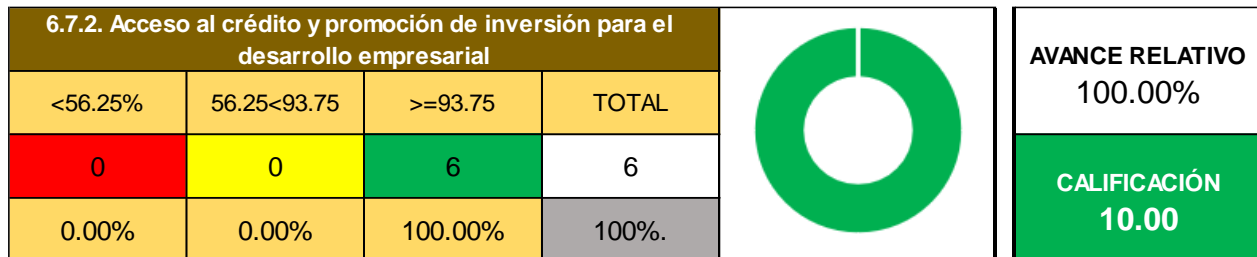 6.7.2. Acceso al crédito y promoción de inversión para el
desarrollo empresarial
<56.25% 56.25<93.75 >=93.75 TOTAL
0 0 6 6
0.00% 0.00% 100.00% 100%.
AVANCE RELATIVO
100.00%
CALIFICACIÓN
10.00